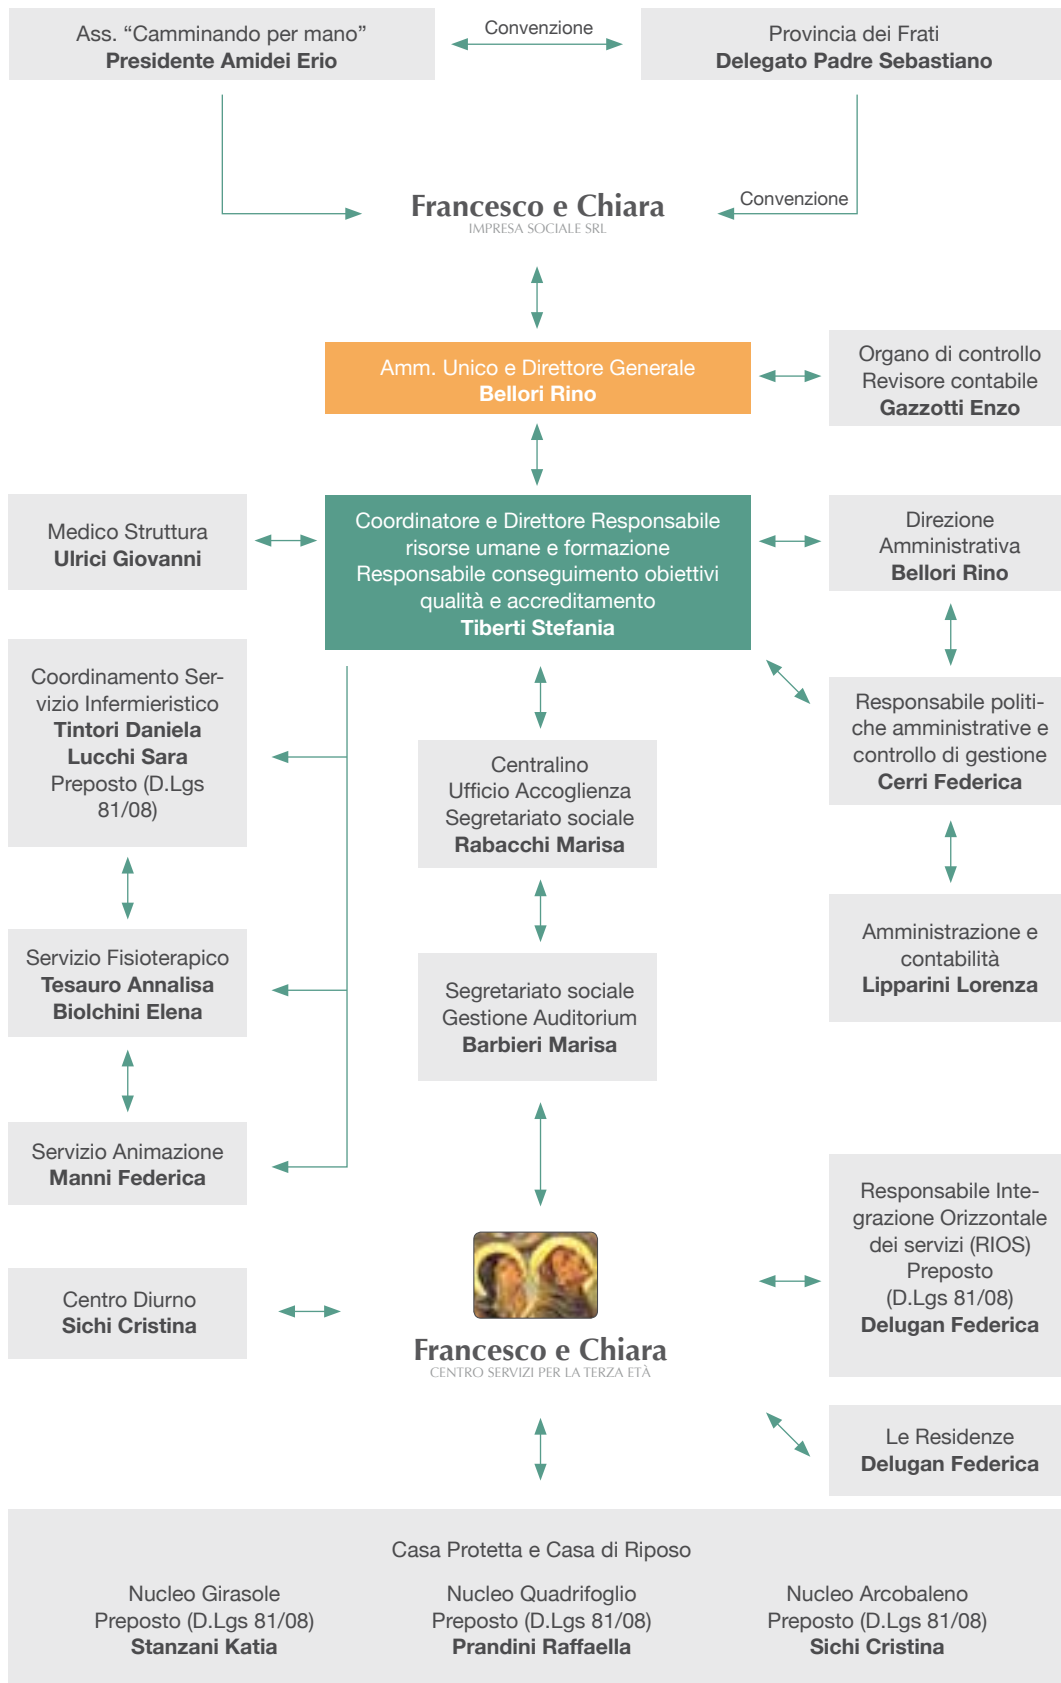 Ass. “Camminando per mano”
Presidente Amidei Erio
Convenzione
Provincia dei Frati
Delegato Padre Sebastiano
Francesco e Chiara
IMPRESA SOCIALE SRL
Convenzione
Amm. Unico e Direttore Generale
Bellori Rino
Organo di controllo
Revisore contabile
Gazzotti Enzo
Medico Struttura
Ulrici Giovanni
Coordinatore e Direttore Responsabile
risorse umane e formazione
Responsabile conseguimento obiettivi
qualità e accreditamento
Tiberti Stefania
Direzione
Amministrativa
Bellori Rino
Coordinamento Ser-
vizio Infermieristico
Tintori Daniela
Lucchi Sara
Preposto (D.Lgs
81/08)
Centralino
Ufficio Accoglienza
Segretariato sociale
Rabacchi Marisa
Responsabile politi-
che amministrative e
controllo di gestione
Cerri Federica
Servizio Fisioterapico
Tesauro Annalisa
Biolchini Elena
Segretariato sociale
Gestione Auditorium
Barbieri Marisa
Amministrazione e
contabilità
Lipparini Lorenza
Servizio Animazione
Manni Federica
Centro Diurno
Sichi Cristina
Francesco e Chiara
CENTRO SERVIZI PER LA TERZA ETÀ
Responsabile Inte-
grazione Orizzontale
dei servizi (RIOS)
Preposto
(D.Lgs 81/08)
Delugan Federica
Le Residenze
Delugan Federica
Casa Protetta e Casa di Riposo
Nucleo Girasole
Preposto (D.Lgs 81/08)
Stanzani Katia
Nucleo Quadrifoglio
Preposto (D.Lgs 81/08)
Prandini Raffaella
Nucleo Arcobaleno
Preposto (D.Lgs 81/08)
Sichi Cristina